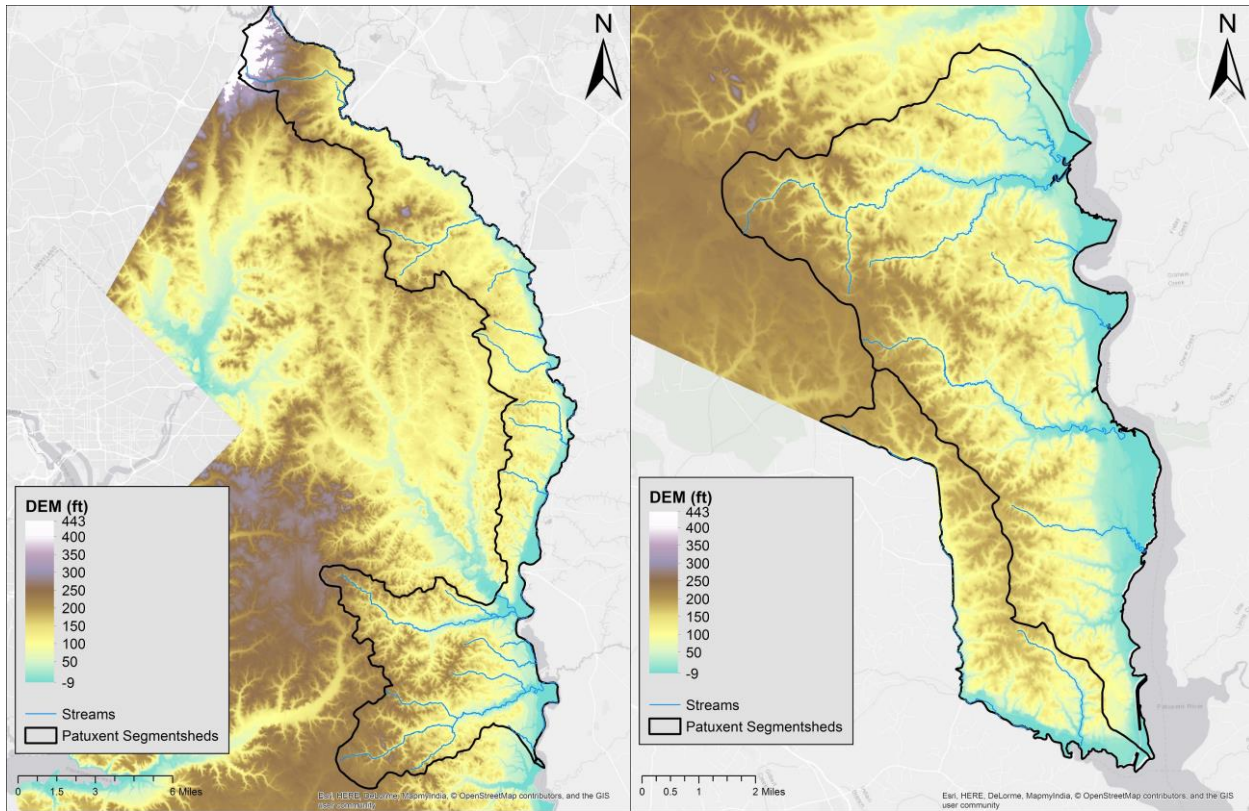 N
DEM (ft)
443
400
350
300
250
200
150
100
50
-9
Streams
Patuxent Segmentsheds
0 1.5 3 6 Miles
Esri, HERE, DeLorme, MapmyIndia, © OpenStreetMap contributors, and the GIS
user community
N
DEM (ft)
443
400
350
300
250
200
150
100
50
-9
Streams
Patuxent Segmentsheds
0 0.5 1 2 Miles
Patuxent River
Esri, HERE, DeLorme, MapmyIndia, © OpenStreetMap contributors, and the GIS
user community